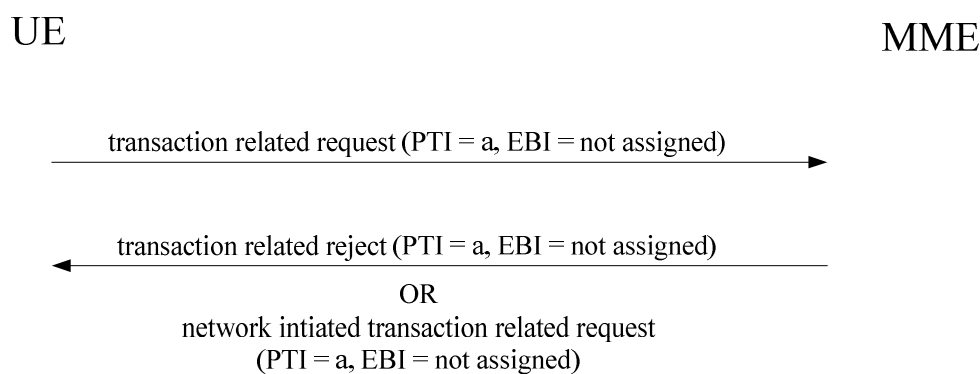 UE
MME
transaction related request (PTI = a, EBI = not assigned)
transaction related reject (PTI = a, EBI = not assigned)
OR
network intiated transaction related request
(PTI = a, EBI = not assigned)